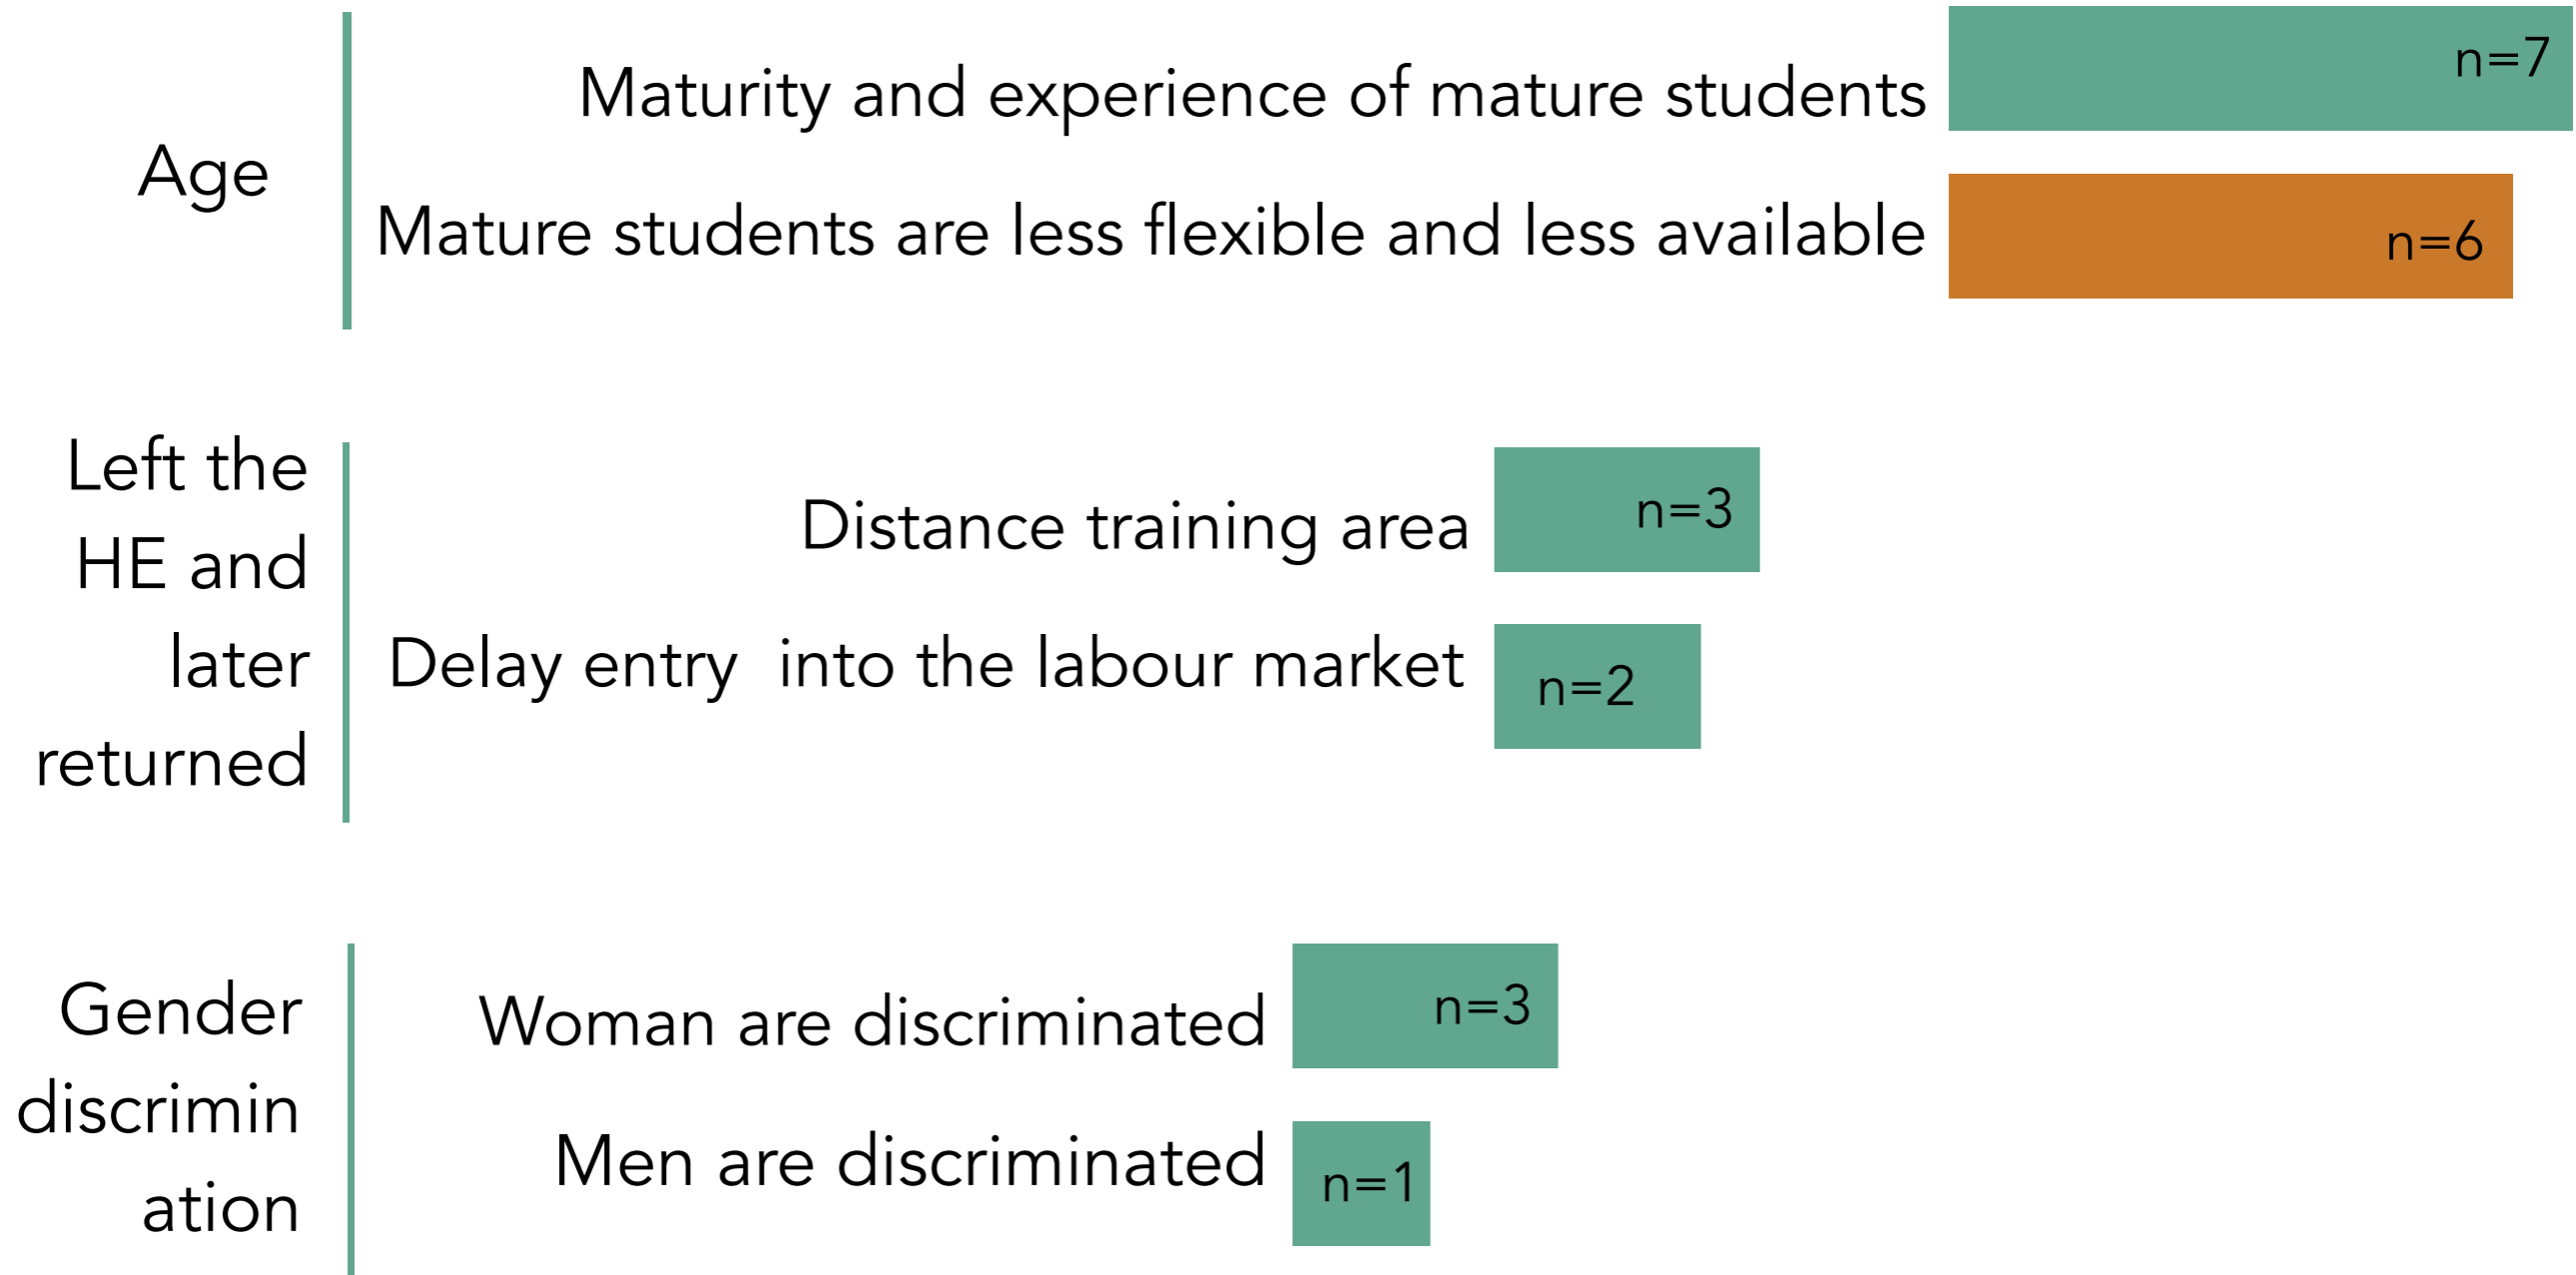 Age
Maturity and experience of mature students
n=7
Mature students are less flexible and less available
n=6
Left the
HE and
later
returned
Distance training area
n=3
Delay entry  into the labour market
n=2
Gender
discrimin
ation
Woman are discriminated
n=3
Men are discriminated
n=1